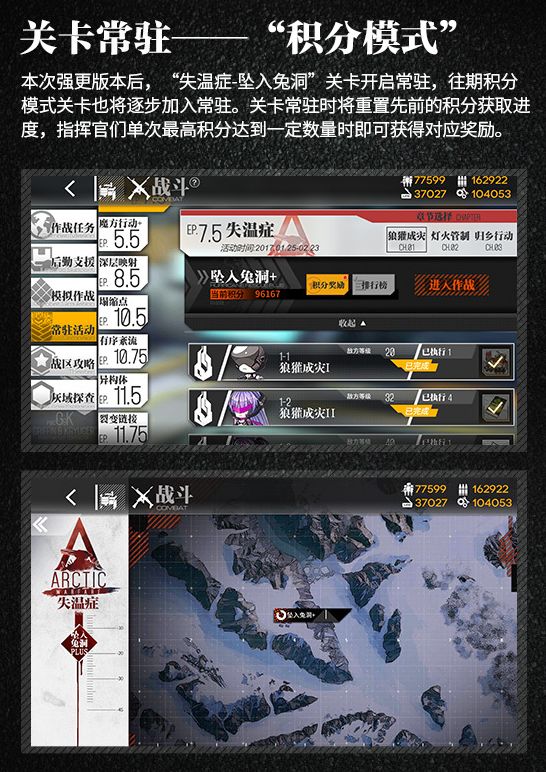 关卡常驻——“积分模式”
本次强更版本后，“失温症-坠入兔洞”关卡开启常驻，往期积分
模式关卡也将逐步加入常驻。关卡常驻时将重置先前的积分获取进
度，指挥官们单次最高积分达到一定数量时即可获得对应奖励。
战斗
COMBAT
77599 162922
37027 104053
作战任务
后勤支援
模拟作战
常驻活动
战区攻略
灰域探查
魔方行动+
EP. 5.5
深层映射
EP. 8.5
塌缩点
EP. 10.5
有序紊流
EP. 10.75
异构体
EP. 11.5
裂变链接
EP. 11.75
章节选择 CHAPTER
EP. 7.5 失温症
活动时间:2017.01.25-02.23
狼獾成灾 灯火管制 归乡行动
CH.01 CH.02 CH.03
坠入兔洞+
当前积分 96167
积分奖励
排行榜
进入作战
收起 ▲
1-1
狼獾成灾I
敌方等级 20
已执行 1
已完成
1-2
狼獾成灾II
敌方等级 32
已执行 4
已完成
战斗
COMBAT
77599 162922
37027 104053
ARCTIC
WARFARE
失温症
坠入
兔洞
PLUS
坠入兔洞+